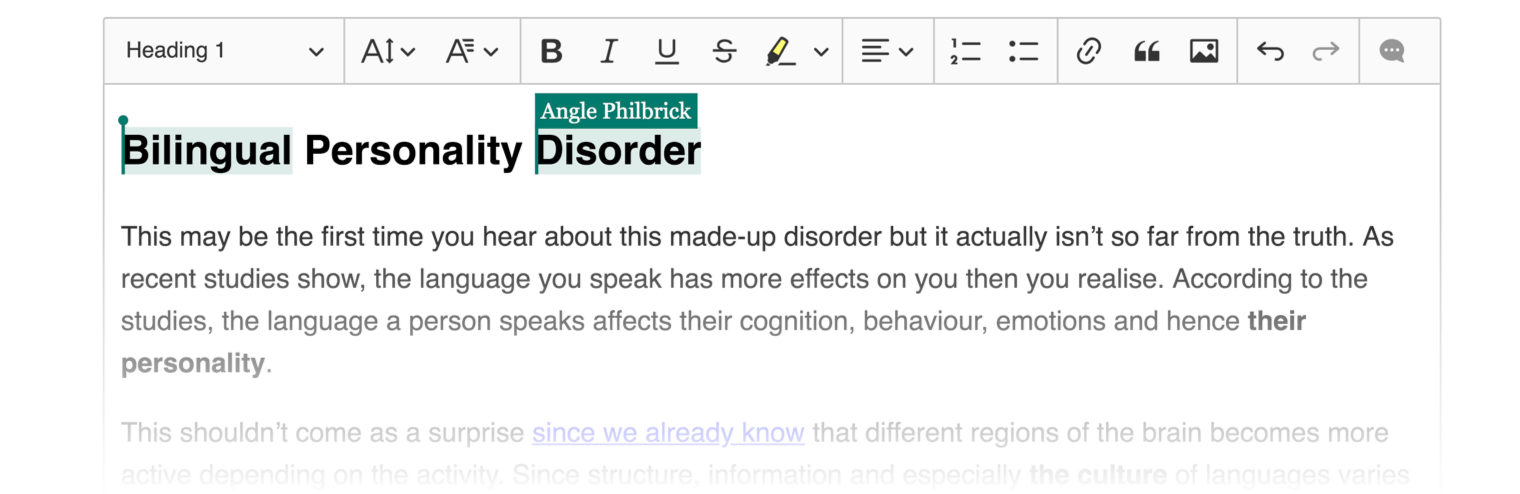 Heading 1
Angle Philbrick
Bilingual Personality Disorder
This may be the first time you hear about this made-up disorder but it actually isn’t so far from the truth. As
recent studies show, the language you speak has more effects on you then you realise. According to the
studies, the language a person speaks affects their cognition, behaviour, emotions and hence their
personality.
This shouldn’t come as a surprise since we already know that different regions of the brain becomes more
active depending on the activity. Since structure, information and especially the culture of languages varies